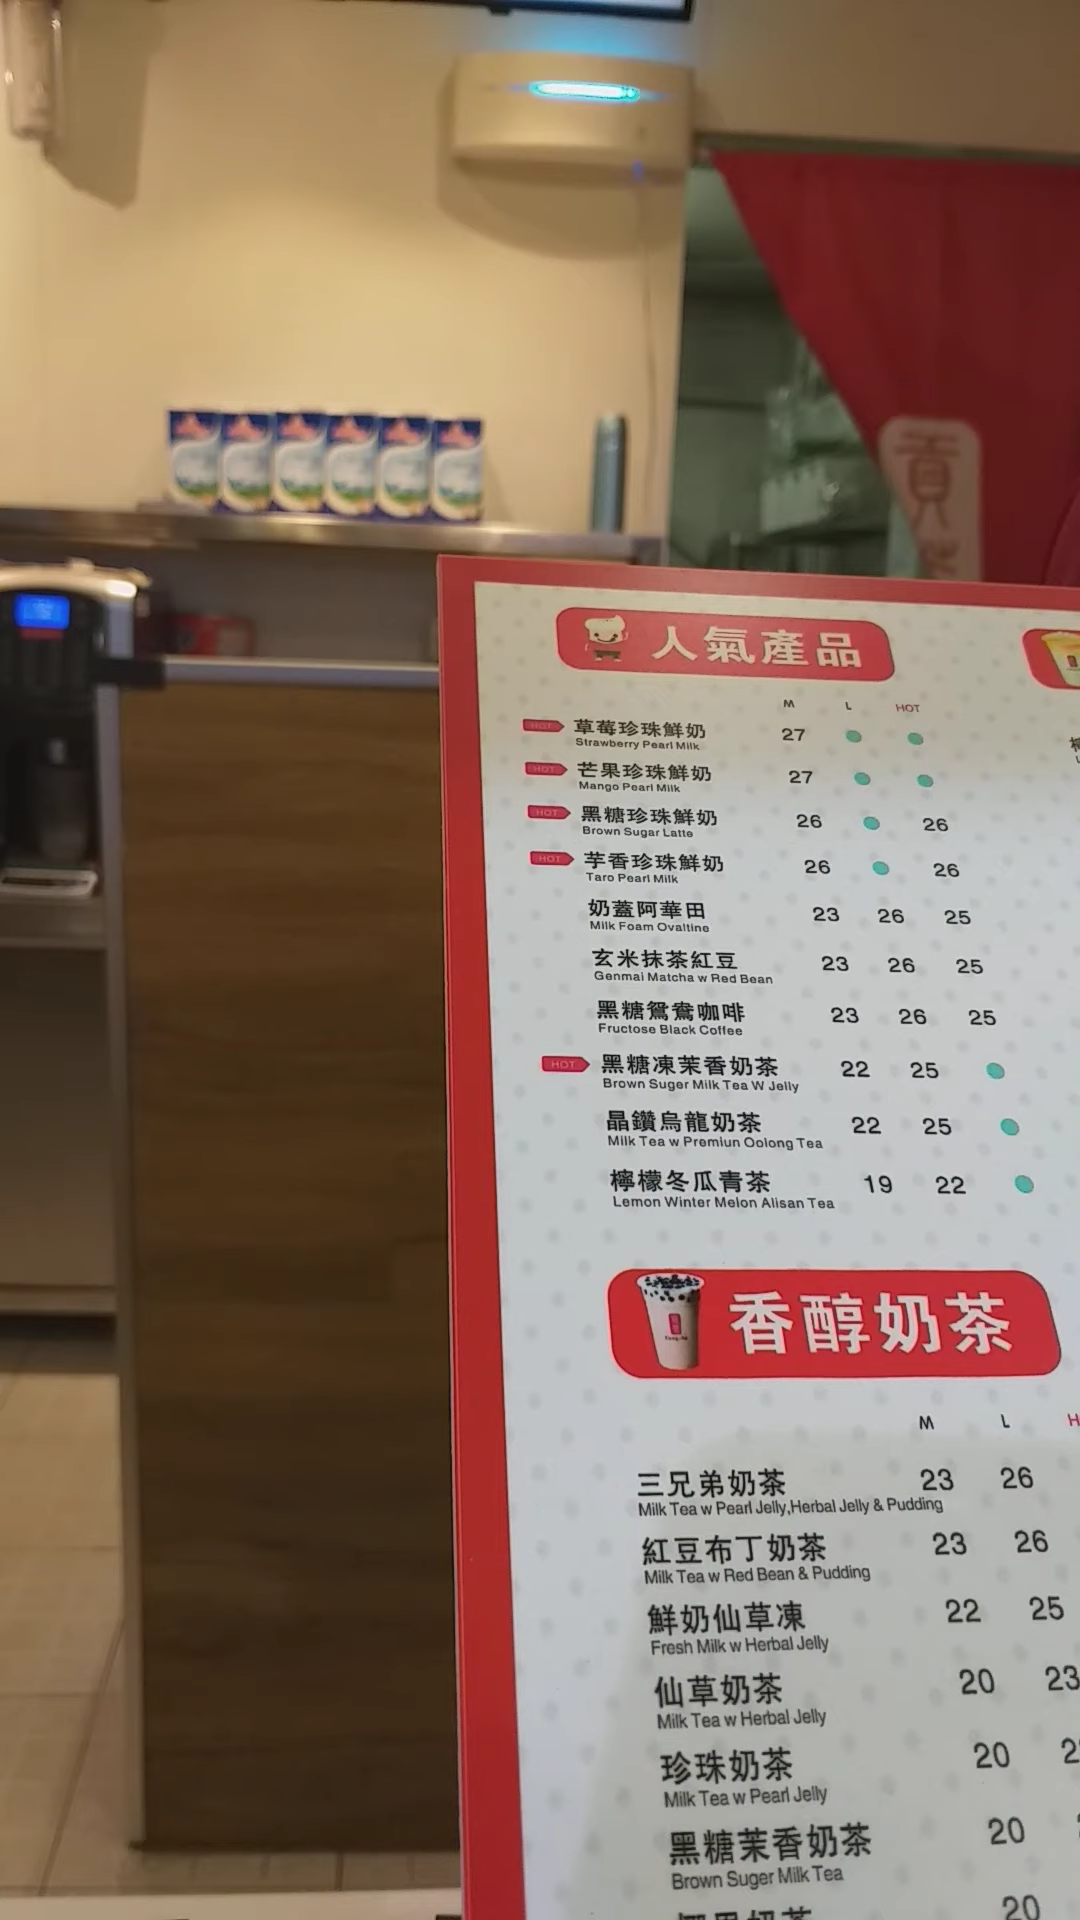 貢
人氣產品
M L HOT
HOT 草莓珍珠鮮奶 27
Strawberry Pearl Milk
HOT 芒果珍珠鮮奶 27
Mango Pearl Milk
HOT 黑糖珍珠鮮奶 26 26
Brown Sugar Latte
HOT 芋香珍珠鮮奶 26 26
Taro Pearl Milk
奶蓋阿華田 23 26 25
Milk Foam Ovaltine
玄米抹茶紅豆 23 26 25
Genmai Matcha w Red Bean
黑糖鴛鴦咖啡 23 26 25
Fructose Black Coffee
HOT 黑糖凍茉香奶茶 22 25
Brown Suger Milk Tea W Jelly
晶鑽烏龍奶茶 22 25
Milk Tea w Premiun Oolong Tea
檸檬冬瓜青茶 19 22
Lemon Winter Melon Alisan Tea
香醇奶茶
M L H
三兄弟奶茶 23 26
Milk Tea w Pearl Jelly,Herbal Jelly & Pudding
紅豆布丁奶茶 23 26
Milk Tea w Red Bean & Pudding
鮮奶仙草凍 22 25
Fresh Milk w Herbal Jelly
仙草奶茶 20 23
Milk Tea w Herbal Jelly
珍珠奶茶 20
Milk Tea w Pearl Jelly
黑糖茉香奶茶 20
Brown Suger Milk Tea
奶茶 20